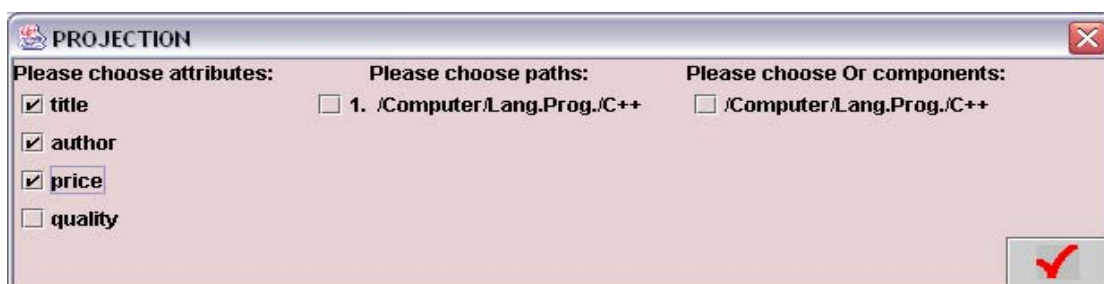 PROJECTION
Please choose attributes:
title
author
price
quality
Please choose paths:
1. /Computer/Lang.Prog./C++
Please choose Or components:
/Computer/Lang.Prog./C++